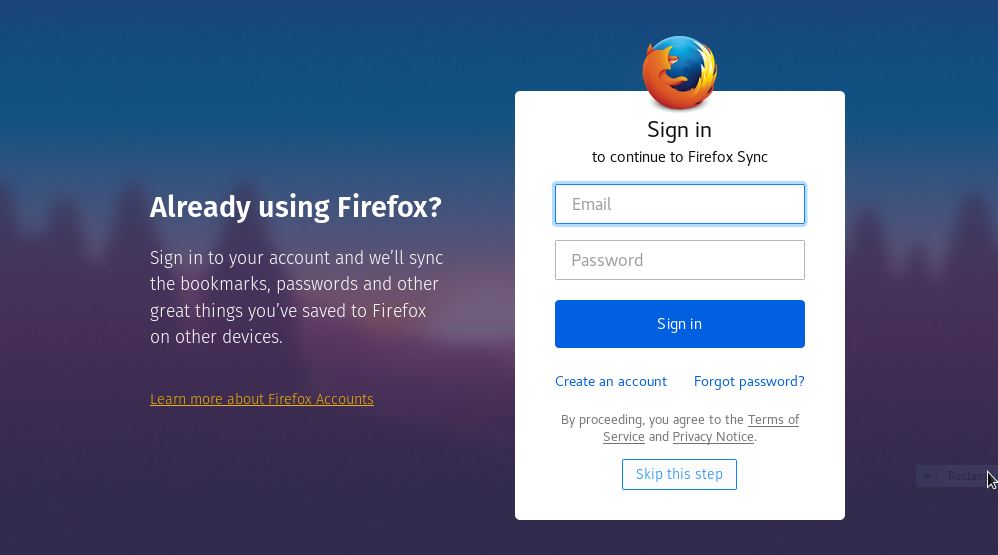 Sign in
to continue to Firefox Sync
Already using Firefox?
Sign in to your account and we'll sync
the bookmarks, passwords and other
great things you've saved to Firefox
on other devices.
Learn more about Firefox Accounts
Email
Password
Sign in
Create an account Forgot password?
By proceeding, you agree to the Terms of
Service and Privacy Notice.
Skip this step